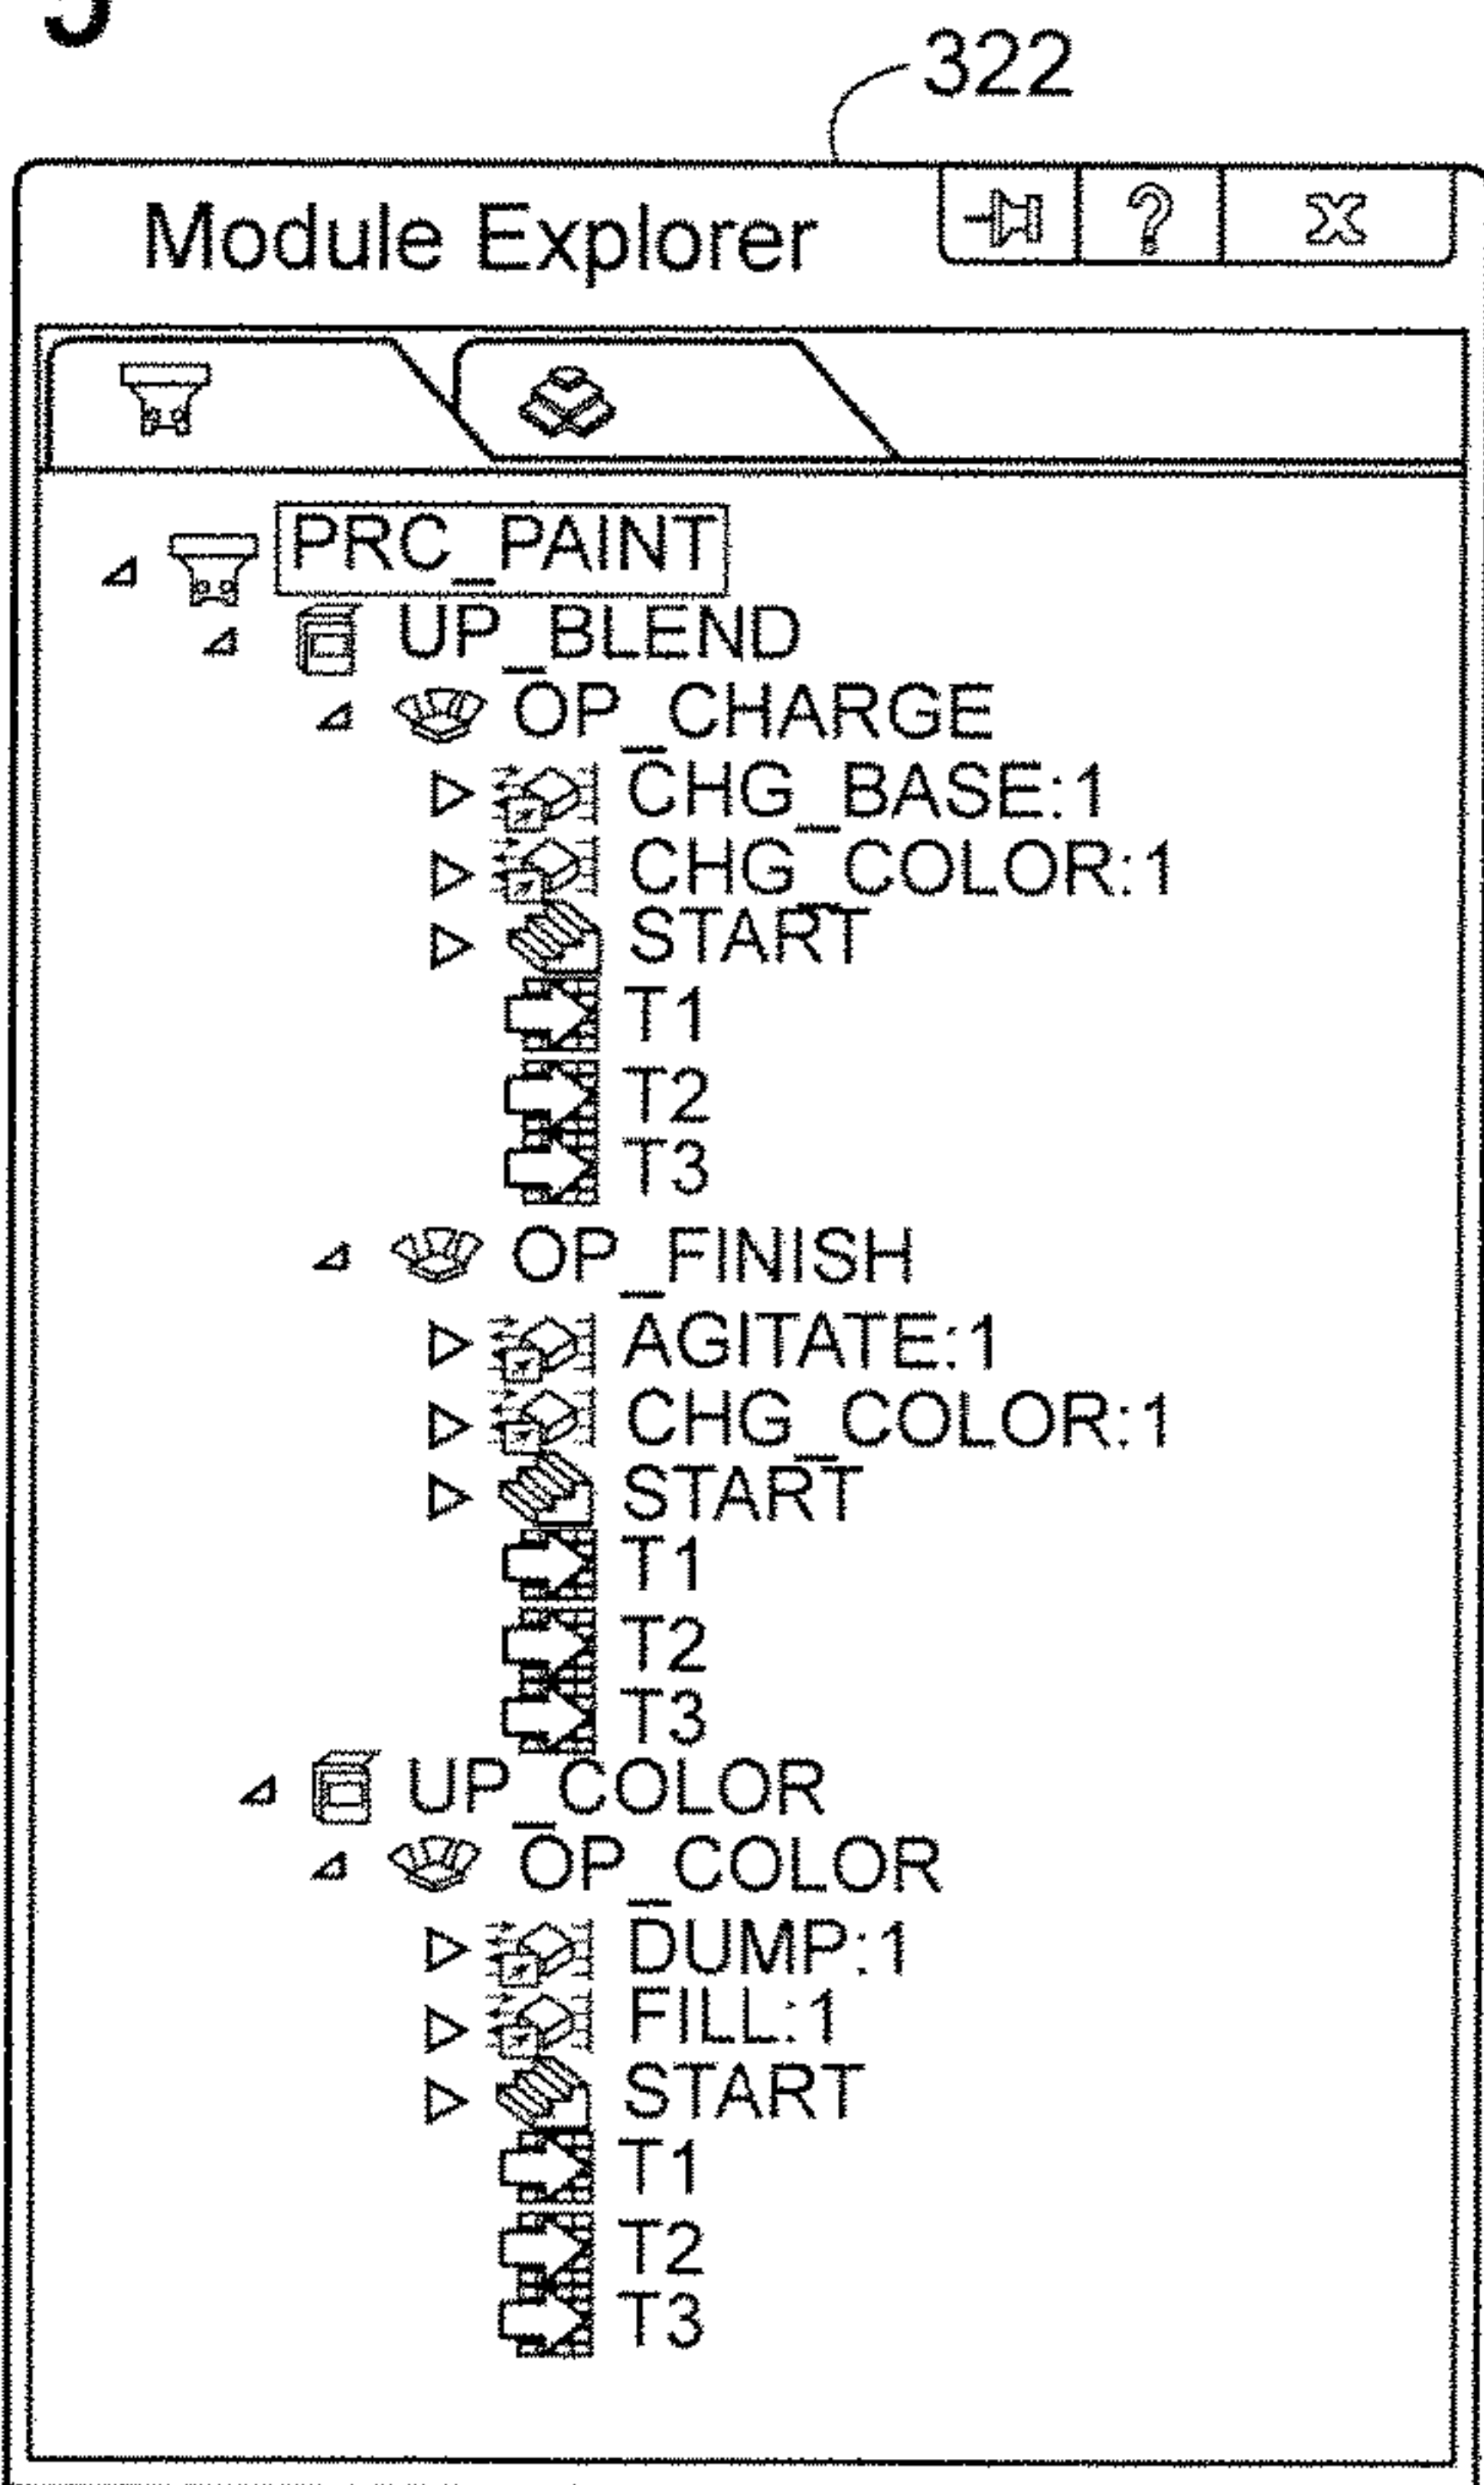 322
Module Explorer
? X
PRC_PAINT
UP_BLEND
OP_CHARGE
CHG_BASE:1
CHG_COLOR:1
START
T1
T2
T3
OP_FINISH
AGITATE:1
CHG_COLOR:1
START
T1
T2
T3
UP_COLOR
OP_COLOR
DUMP:1
FILL:1
START
T1
T2
T3